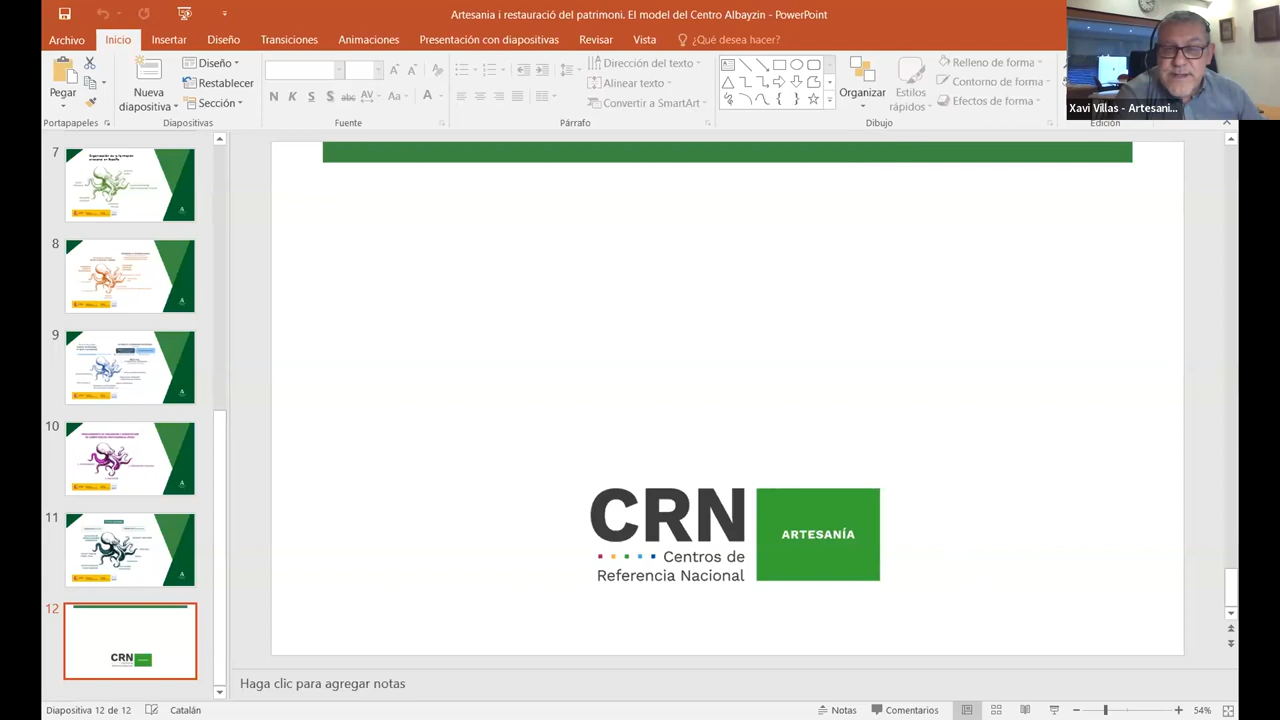 Artesania i restauració del patrimoni. El model del Centro Albayzin - PowerPoint
Archivo Inicio Insertar Diseño Transiciones Animaciones Presentación con diapositivas Revisar Vista ¿Qué desea hacer?
Pegar
Nueva diapositiva
Diseño
Restablecer
Sección
N K S S abc AV Aa A
Dirección del texto
Alinear texto
Convertir a SmartArt
Organizar
Estilos rápidos
Relleno de forma
Contorno de forma
Efectos de forma
Portapapeles Diapositivas Fuente Párrafo Dibujo Edición
Xavi Villas - Artesani...
7
8
9
10
11
12
CRN
Centros de
Referencia Nacional
ARTESANÍA
CRN
Haga clic para agregar notas
Diapositiva 12 de 12 Catalán Notas Comentarios 54%